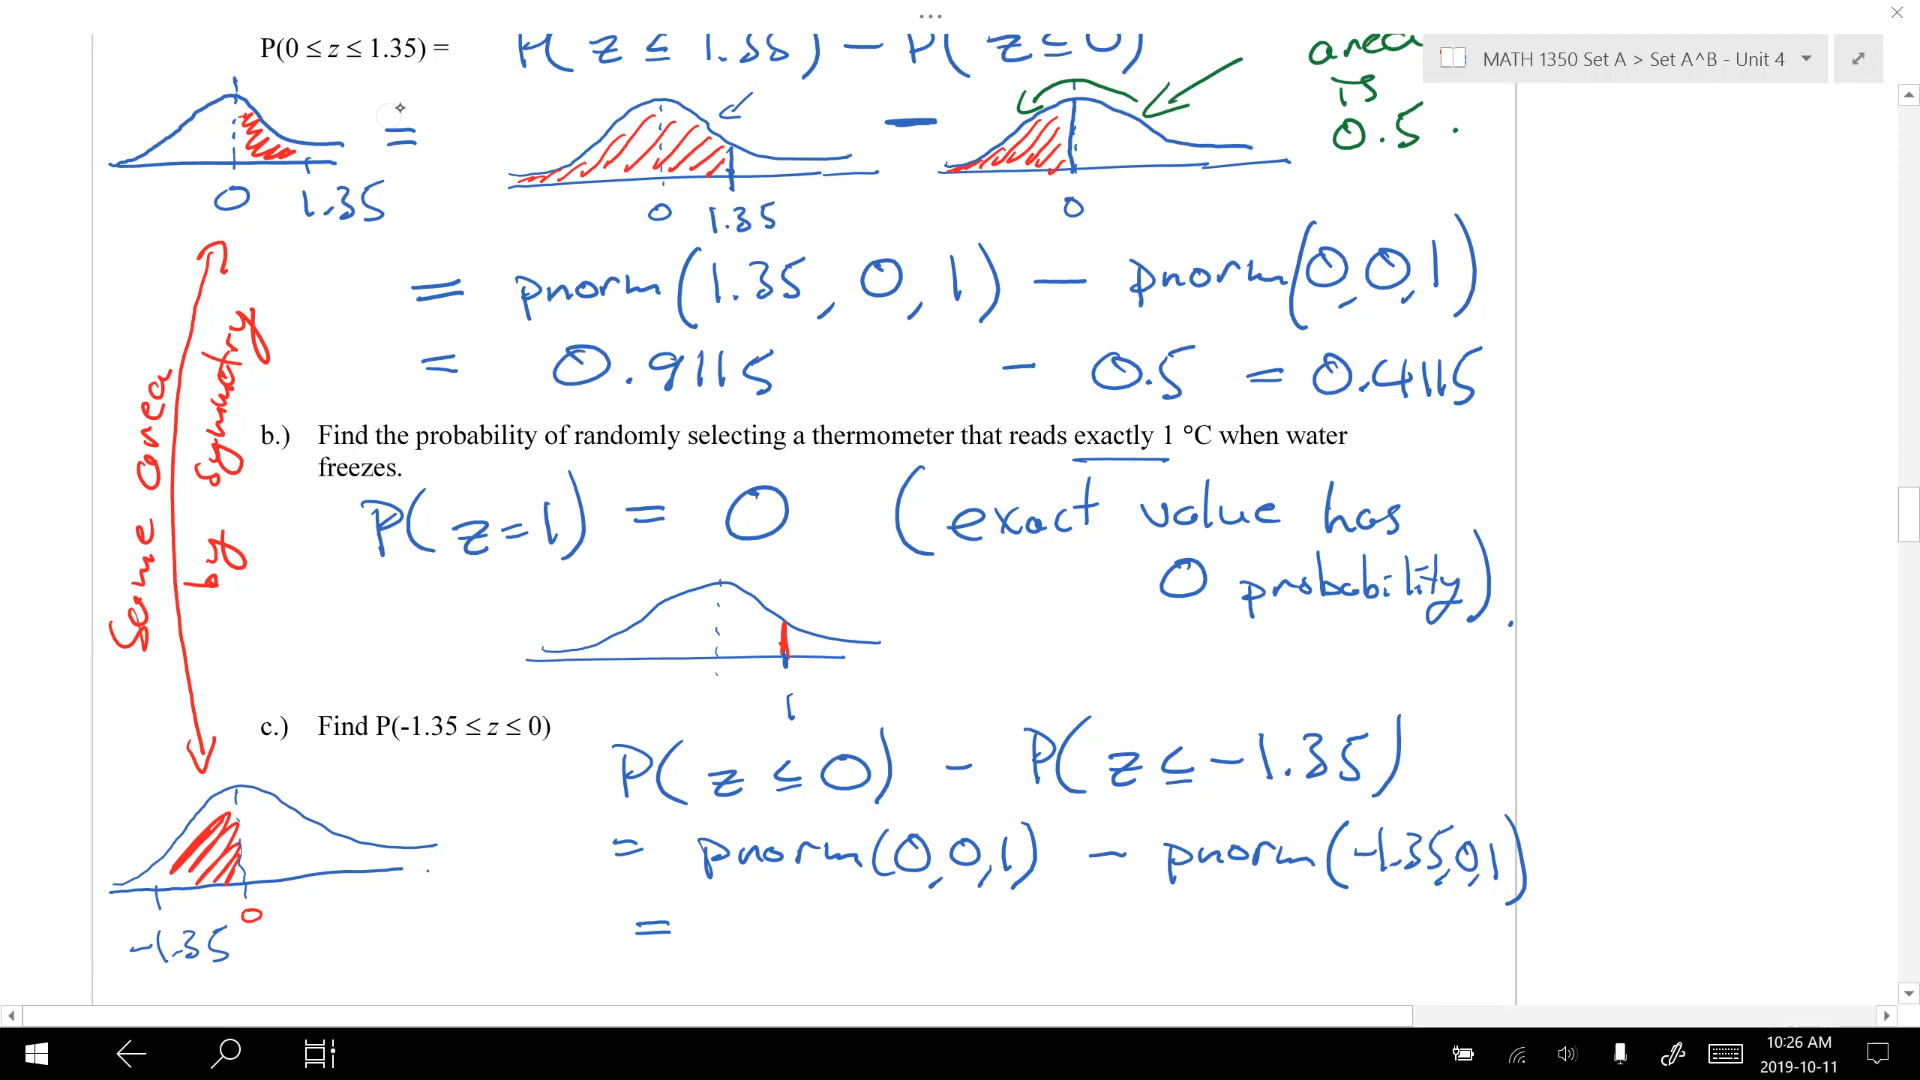 P(0 ≤ z ≤ 1.35) = P( z ≤ 1.35) − P( z ≤ 0)
area
is
0.5.
MATH 1350 Set A > Set A^B - Unit 4
= −
0 1.35
0 1.35
0
= pnorm(1.35, 0, 1) − pnorm(0,0,1)
= 0.9115 - 0.5 = 0.4115
Same area
by symmetry
b.) Find the probability of randomly selecting a thermometer that reads exactly 1 °C when water
freezes.
P( z=1) = 0 (exact value has
0 probability).
1
c.) Find P(-1.35 ≤ z ≤ 0)
P( z ≤ 0) - P( z ≤ -1.35)
= pnorm(0,0,1) − pnorm(-1.35,0,1)
=
-1.35 0
10:26 AM
2019-10-11